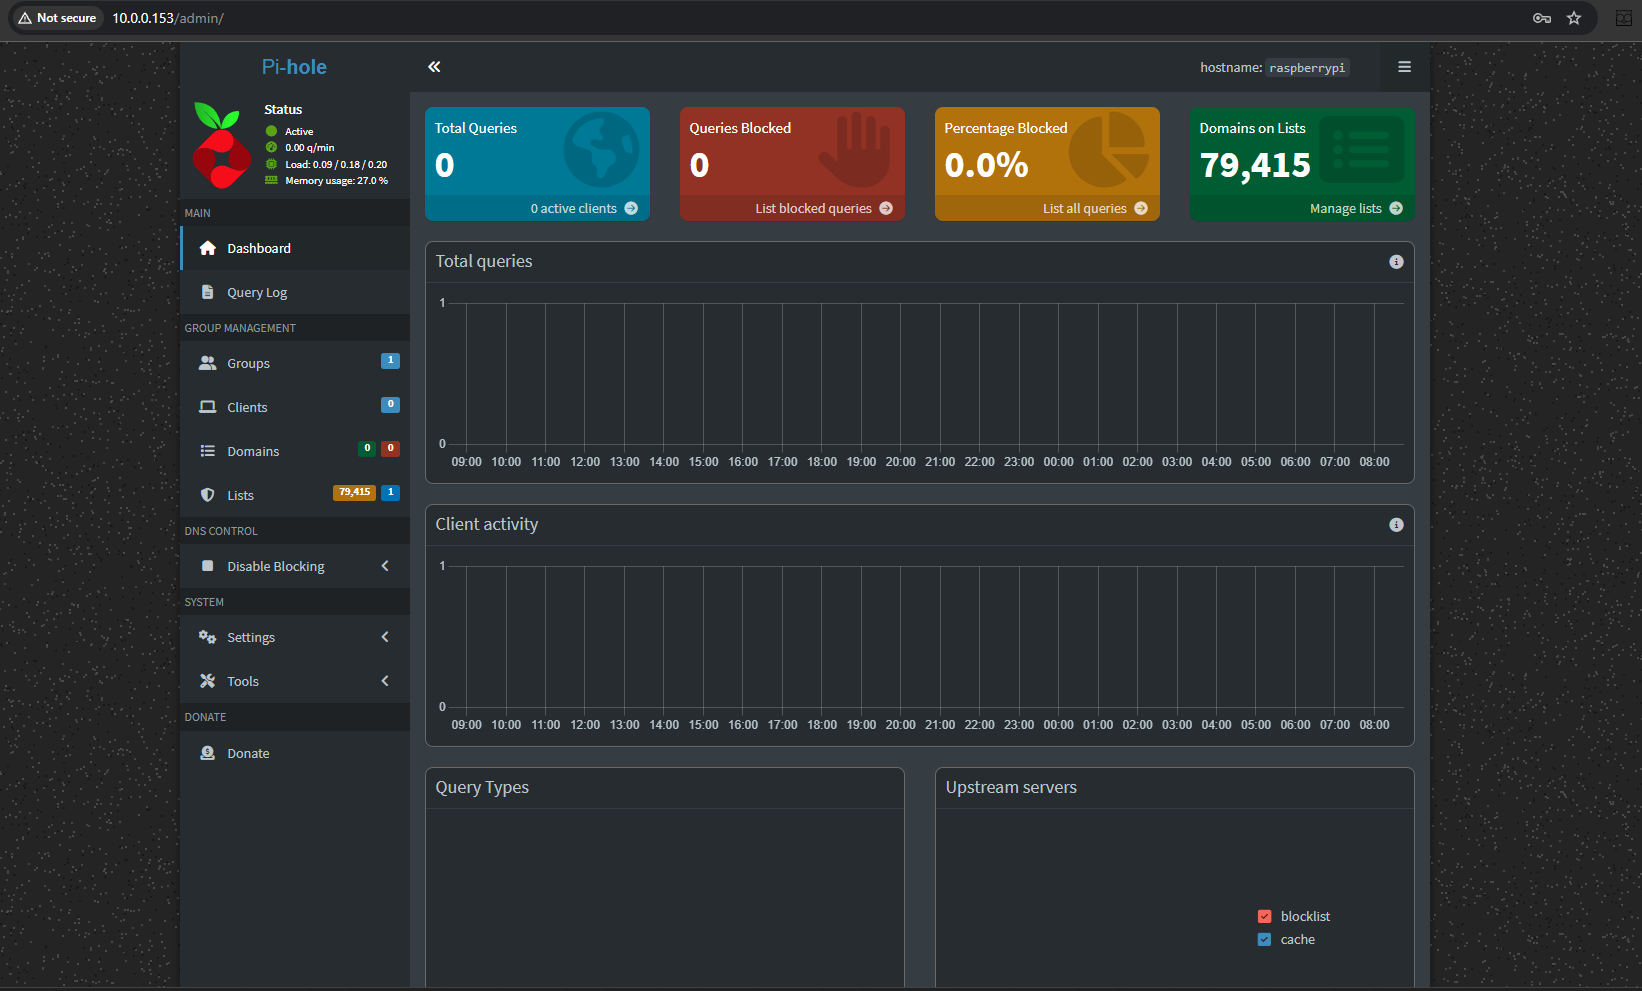 Not secure 10.0.0.153/admin/
Pi-hole
hostname: raspberrypi
Status
Active
0.00 q/min
Load: 0.09 / 0.18 / 0.20
Memory usage: 27.0 %
MAIN
Dashboard
Query Log
GROUP MANAGEMENT
Groups 1
Clients 0
Domains 0 0
Lists 79,415 1
DNS CONTROL
Disable Blocking
SYSTEM
Settings
Tools
DONATE
Donate
Total Queries
0
0 active clients
Queries Blocked
0
List blocked queries
Percentage Blocked
0.0%
List all queries
Domains on Lists
79,415
Manage lists
Total queries
1
0
09:00 10:00 11:00 12:00 13:00 14:00 15:00 16:00 17:00 18:00 19:00 20:00 21:00 22:00 23:00 00:00 01:00 02:00 03:00 04:00 05:00 06:00 07:00 08:00
Client activity
1
0
09:00 10:00 11:00 12:00 13:00 14:00 15:00 16:00 17:00 18:00 19:00 20:00 21:00 22:00 23:00 00:00 01:00 02:00 03:00 04:00 05:00 06:00 07:00 08:00
Query Types
Upstream servers
blocklist
cache